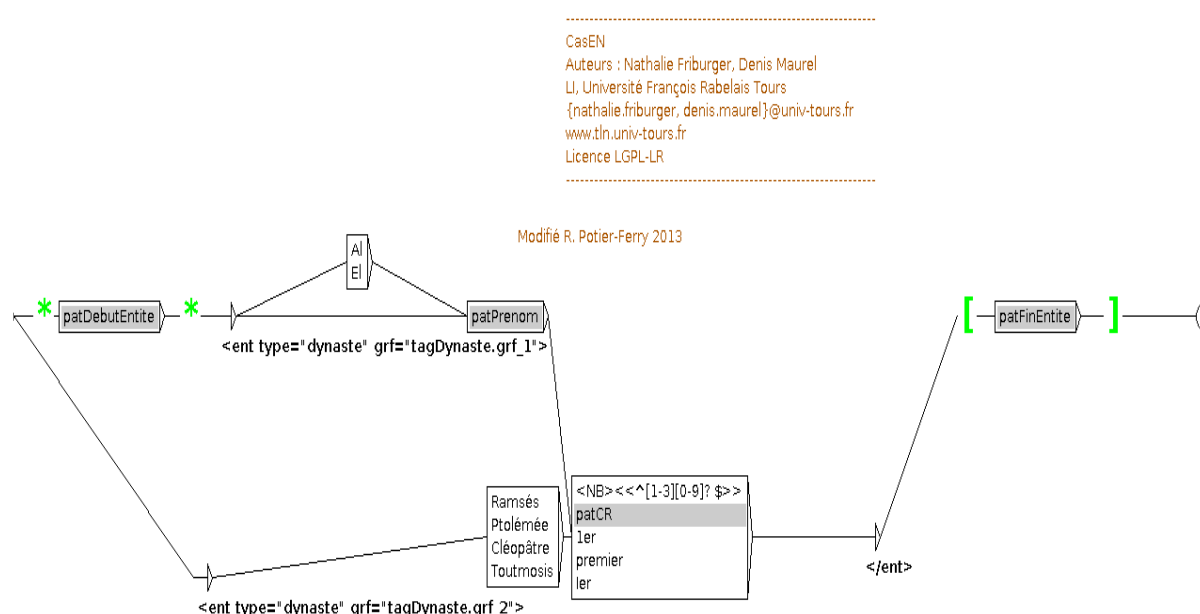 CasEN
Auteurs : Nathalie Friburger, Denis Maurel
LI, Université François Rabelais Tours
{nathalie.friburger, denis.maurel}@univ-tours.fr
www.tln.univ-tours.fr
Licence LGPL-LR
Modifié R. Potier-Ferry 2013
Al
El
* patDebutEntite *
patPrenom
[ patFinEntite ]
<ent type="dynaste" grf="tagDynaste.grf_1">
Ramsés
Ptolémée
Cléopâtre
Toutmosis
<NB><<^[1-3][0-9]? $>>
patCR
1er
premier
Ier
</ent>
<ent type="dynaste" grf="tagDynaste.grf_2">